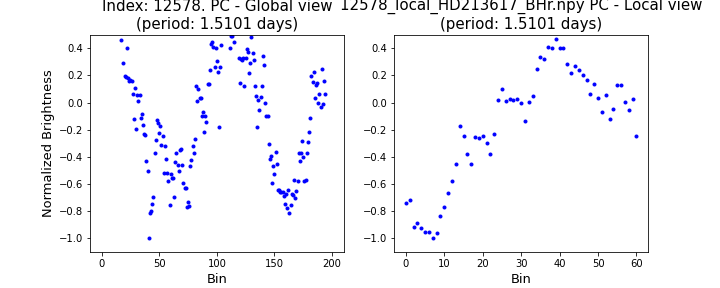 Index: 12578. PC - Global view
(period: 1.5101 days)
12578_local_HD213617_BHr.npy PC - Local view
(period: 1.5101 days)
Normalized Brightness
0.4
0.2
0.0
−0.2
−0.4
−0.6
−0.8
−1.0
0 50 100 150 200
Bin
0.4
0.2
0.0
−0.2
−0.4
−0.6
−0.8
−1.0
0 10 20 30 40 50 60
Bin